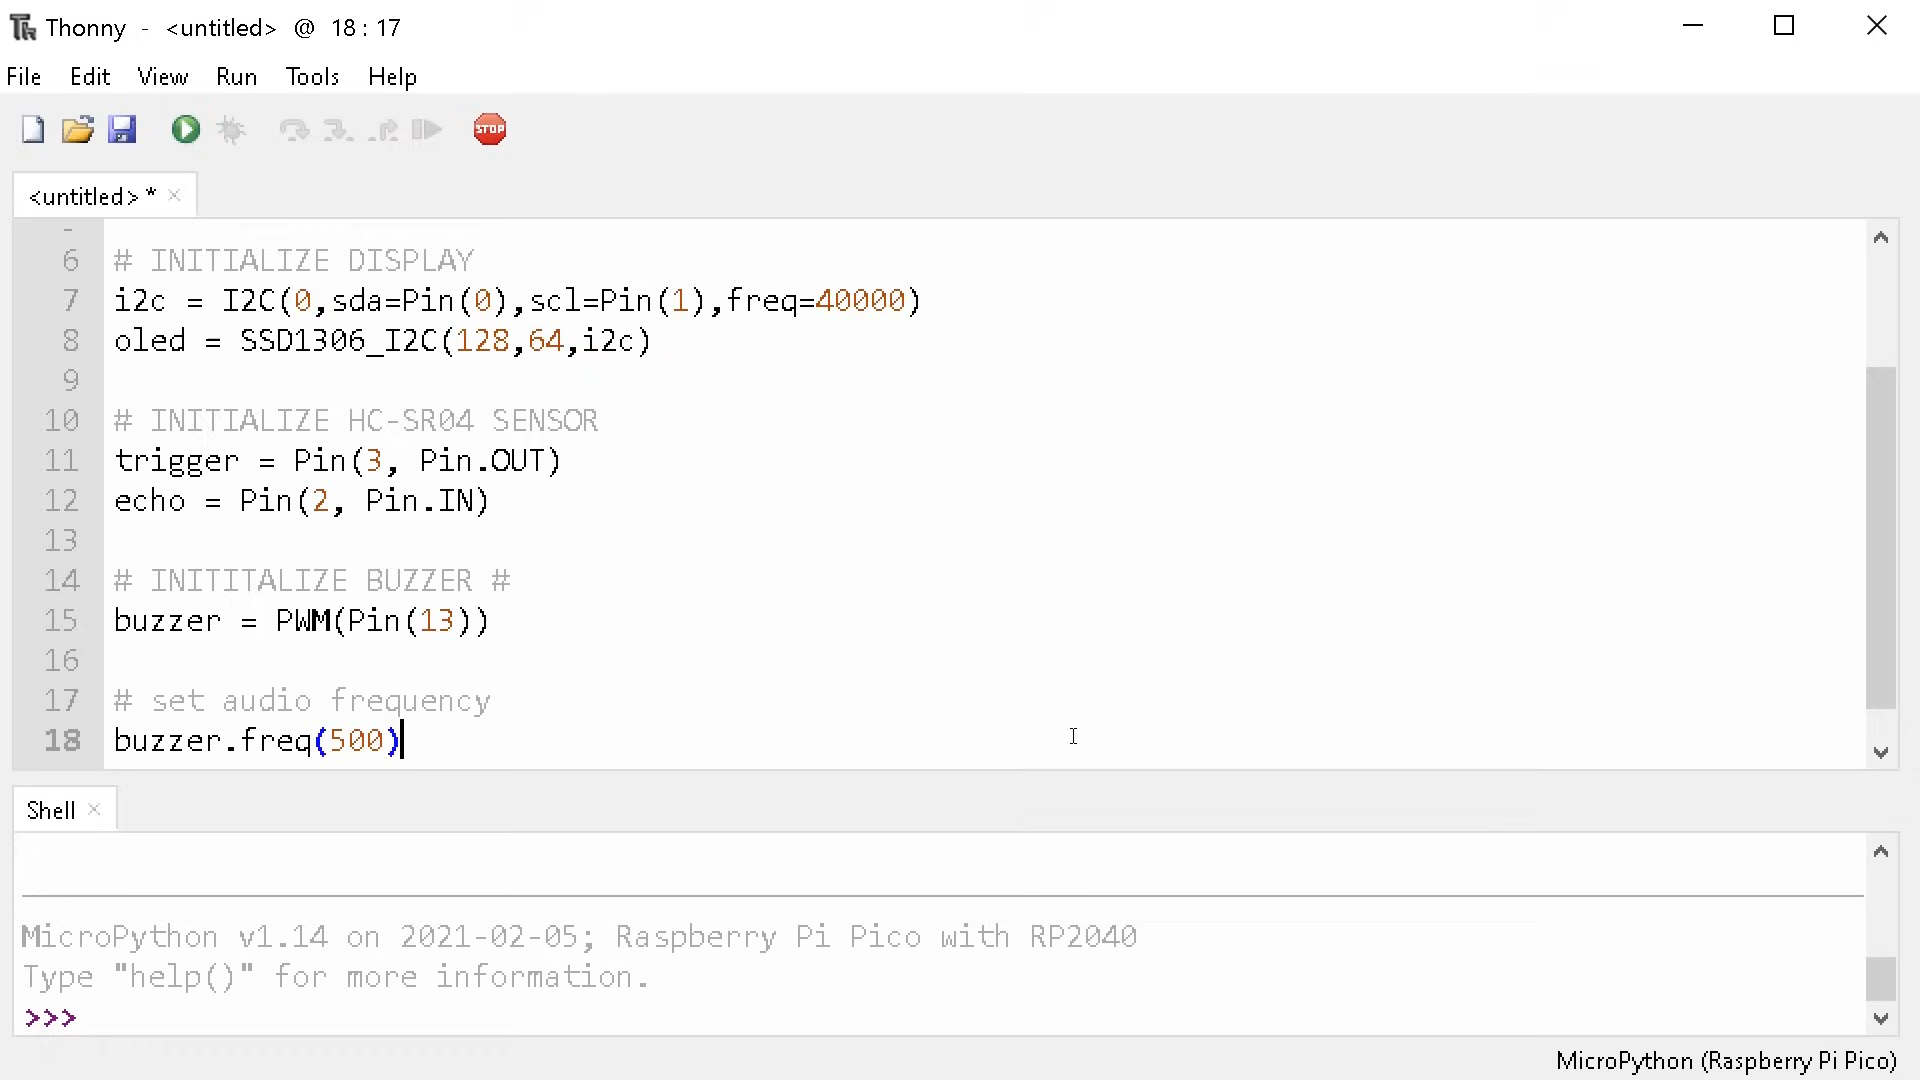 Thonny - <untitled> @ 18 : 17
File Edit View Run Tools Help
STOP
<untitled> *
6 # INITIALIZE DISPLAY
7 i2c = I2C(0,sda=Pin(0),scl=Pin(1),freq=40000)
8 oled = SSD1306_I2C(128,64,i2c)
9
10 # INITIALIZE HC-SR04 SENSOR
11 trigger = Pin(3, Pin.OUT)
12 echo = Pin(2, Pin.IN)
13
14 # INITITALIZE BUZZER #
15 buzzer = PWM(Pin(13))
16
17 # set audio frequency
18 buzzer.freq(500)
Shell
MicroPython v1.14 on 2021-02-05; Raspberry Pi Pico with RP2040
Type "help()" for more information.
>>>
MicroPython (Raspberry Pi Pico)